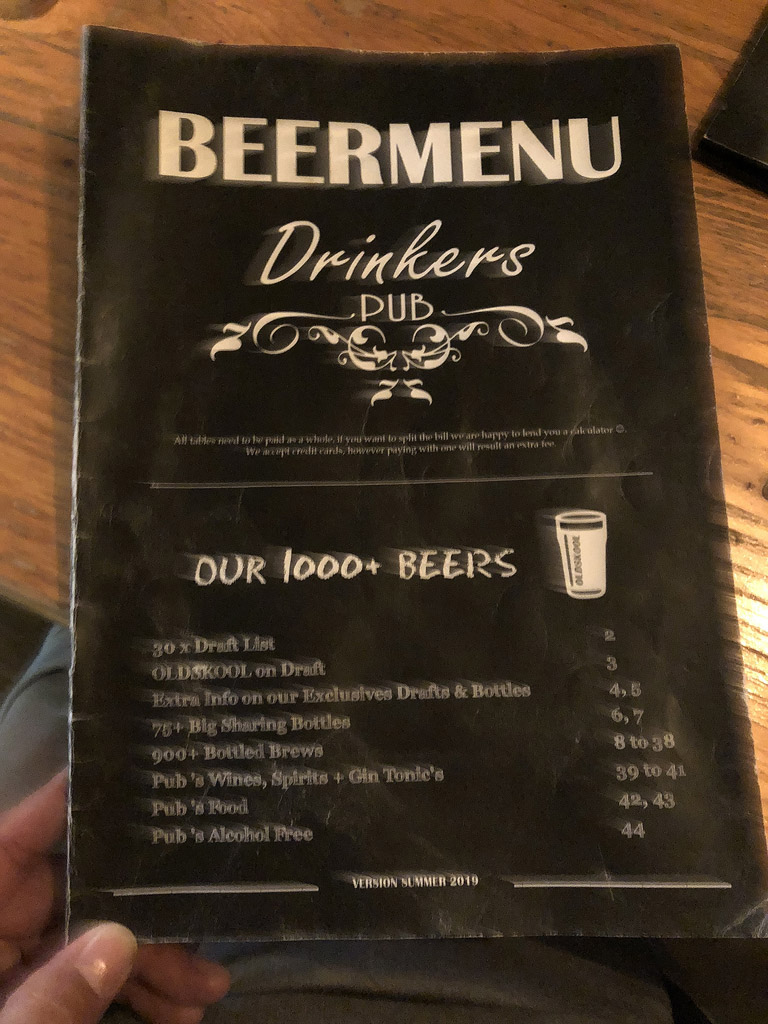 BEERMENU
Drinkers
PUB
All tables need to be paid as a whole, if you want to split the bill we are happy to lend you a calculator ☺.
We accept credit cards, however paying with one will result an extra fee.
OUR 1000+ BEERS
OLDSKOOL
30 x Draft List 2
OLDSKOOL on Draft 3
Extra Info on our Exclusives Drafts & Bottles 4, 5
75+ Big Sharing Bottles 6, 7
900+ Bottled Brews 8 to 38
Pub 's Wines, Spirits + Gin Tonic's 39 to 41
Pub 's Food 42, 43
Pub 's Alcohol Free 44
VERSION SUMMER 2019